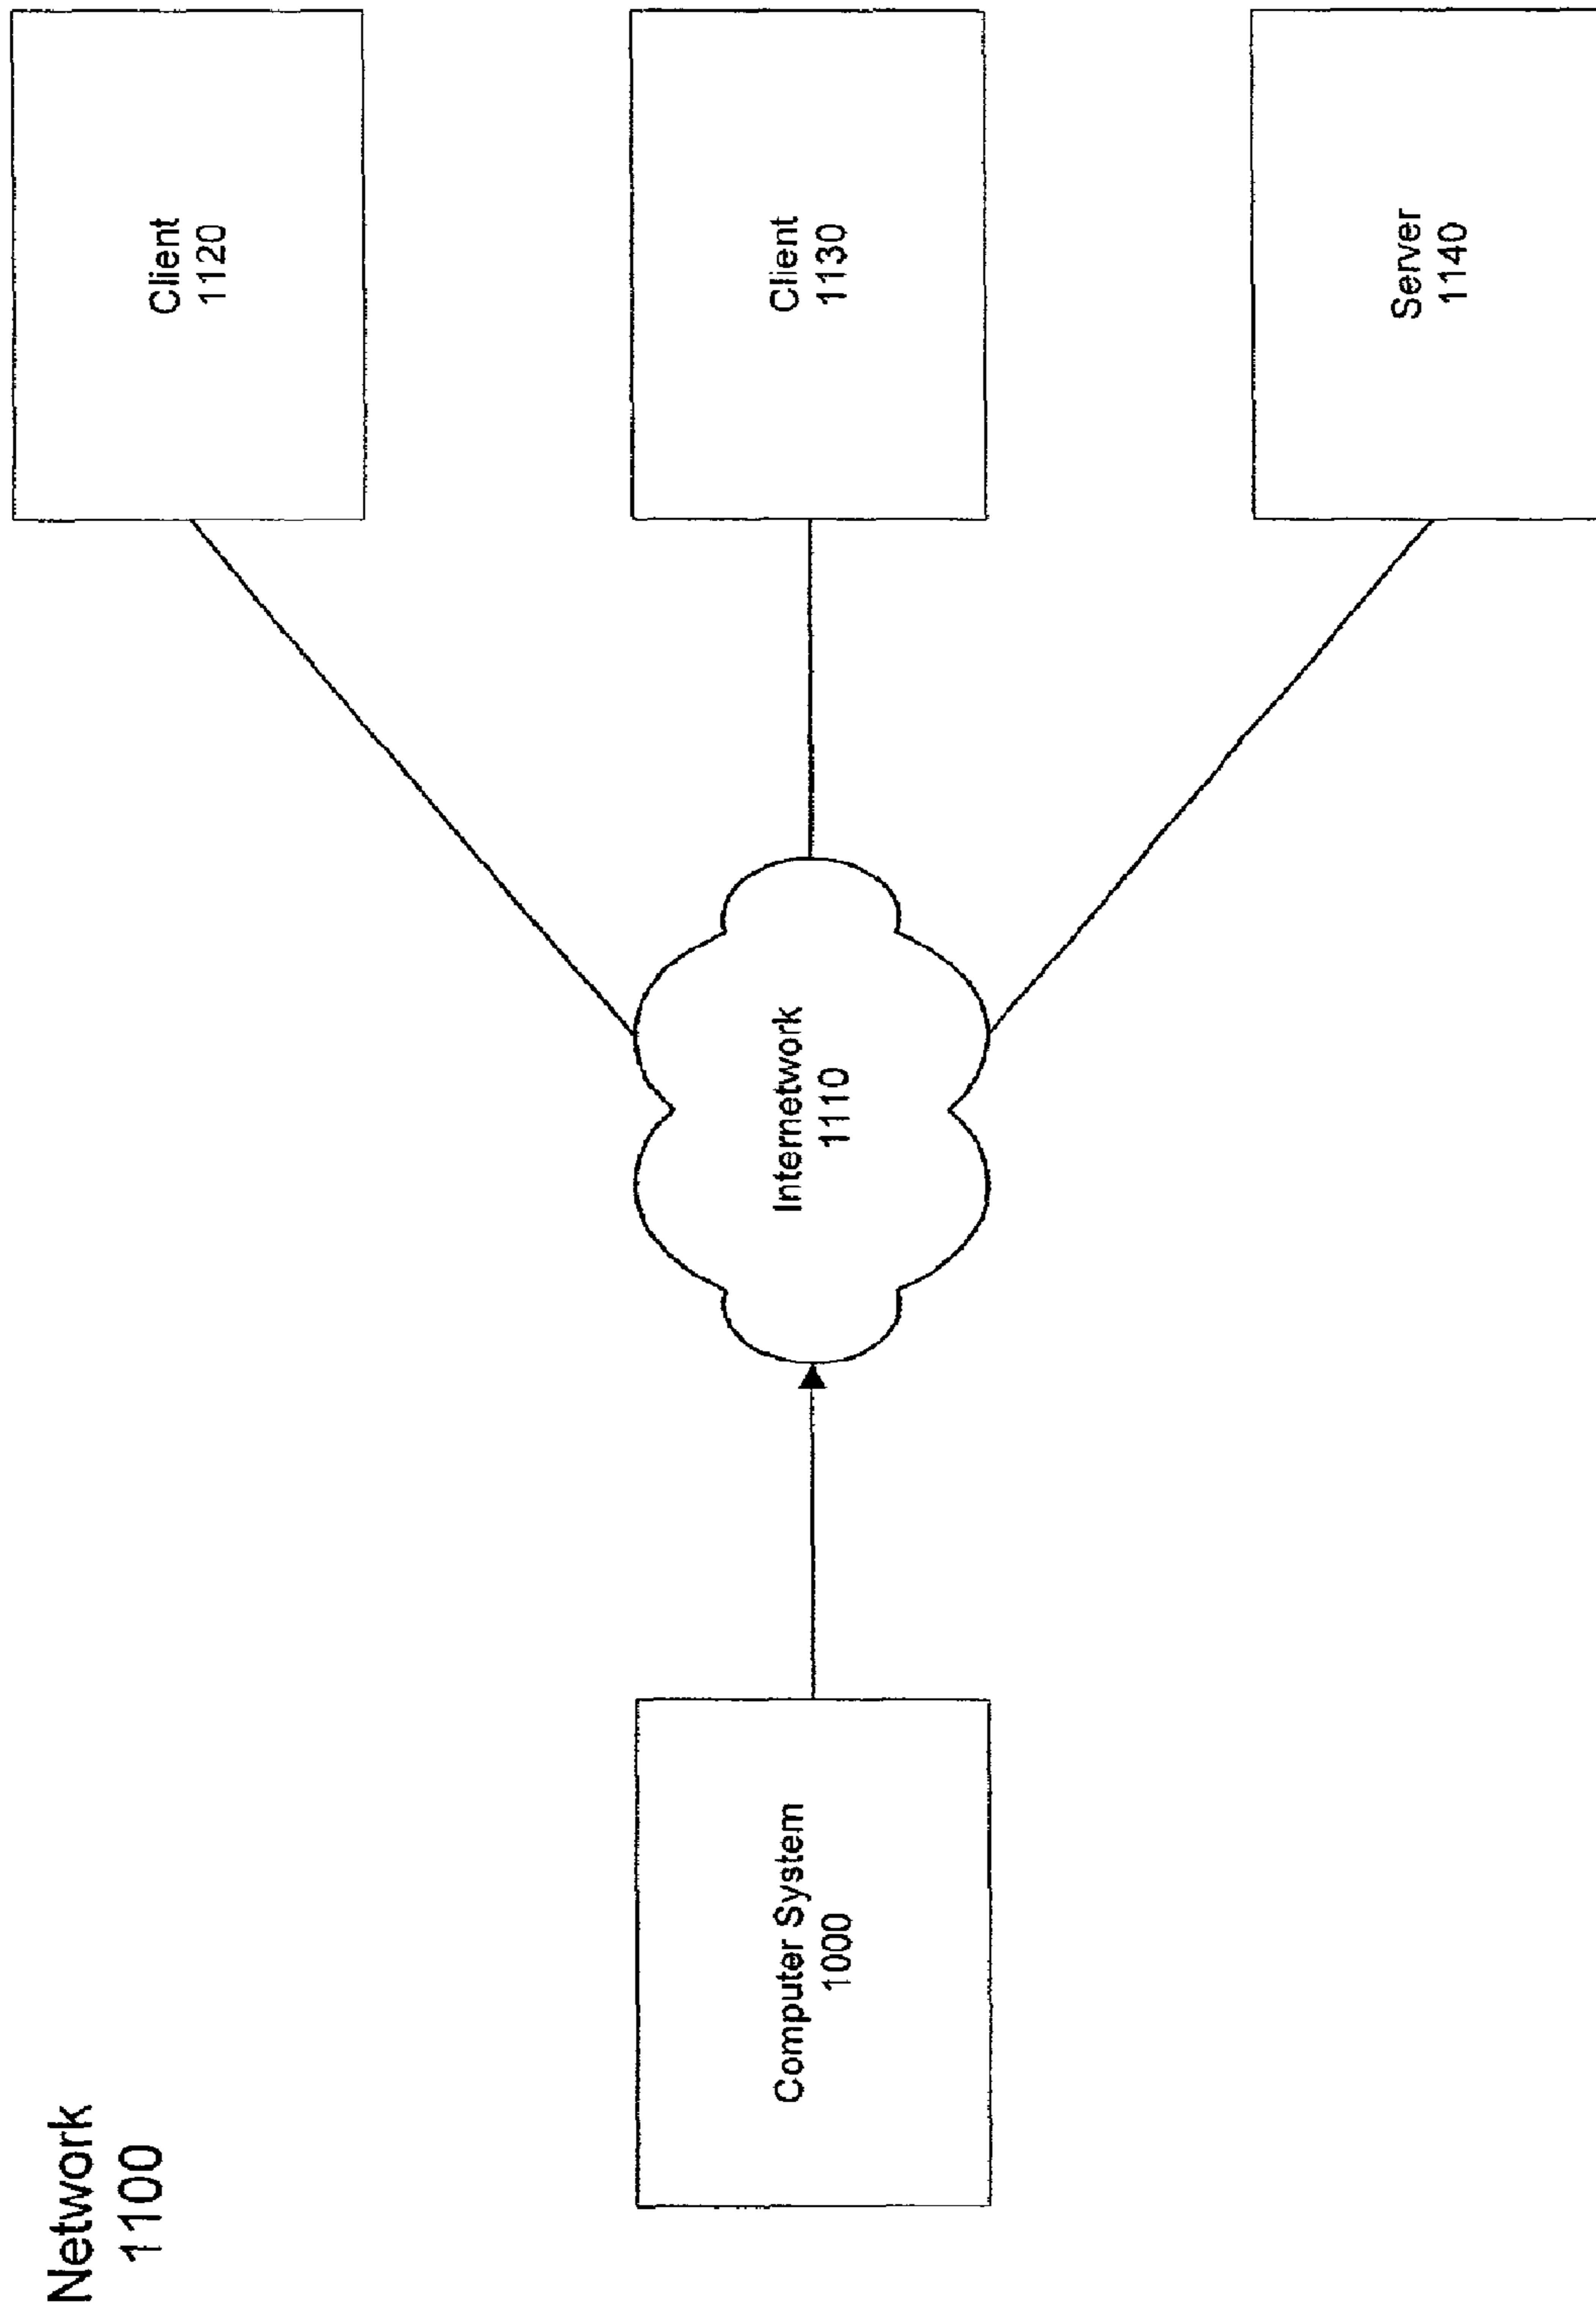 Network
1100
Computer System
1000
Internetwork
1110
Client
1120
Client
1130
Server
1140